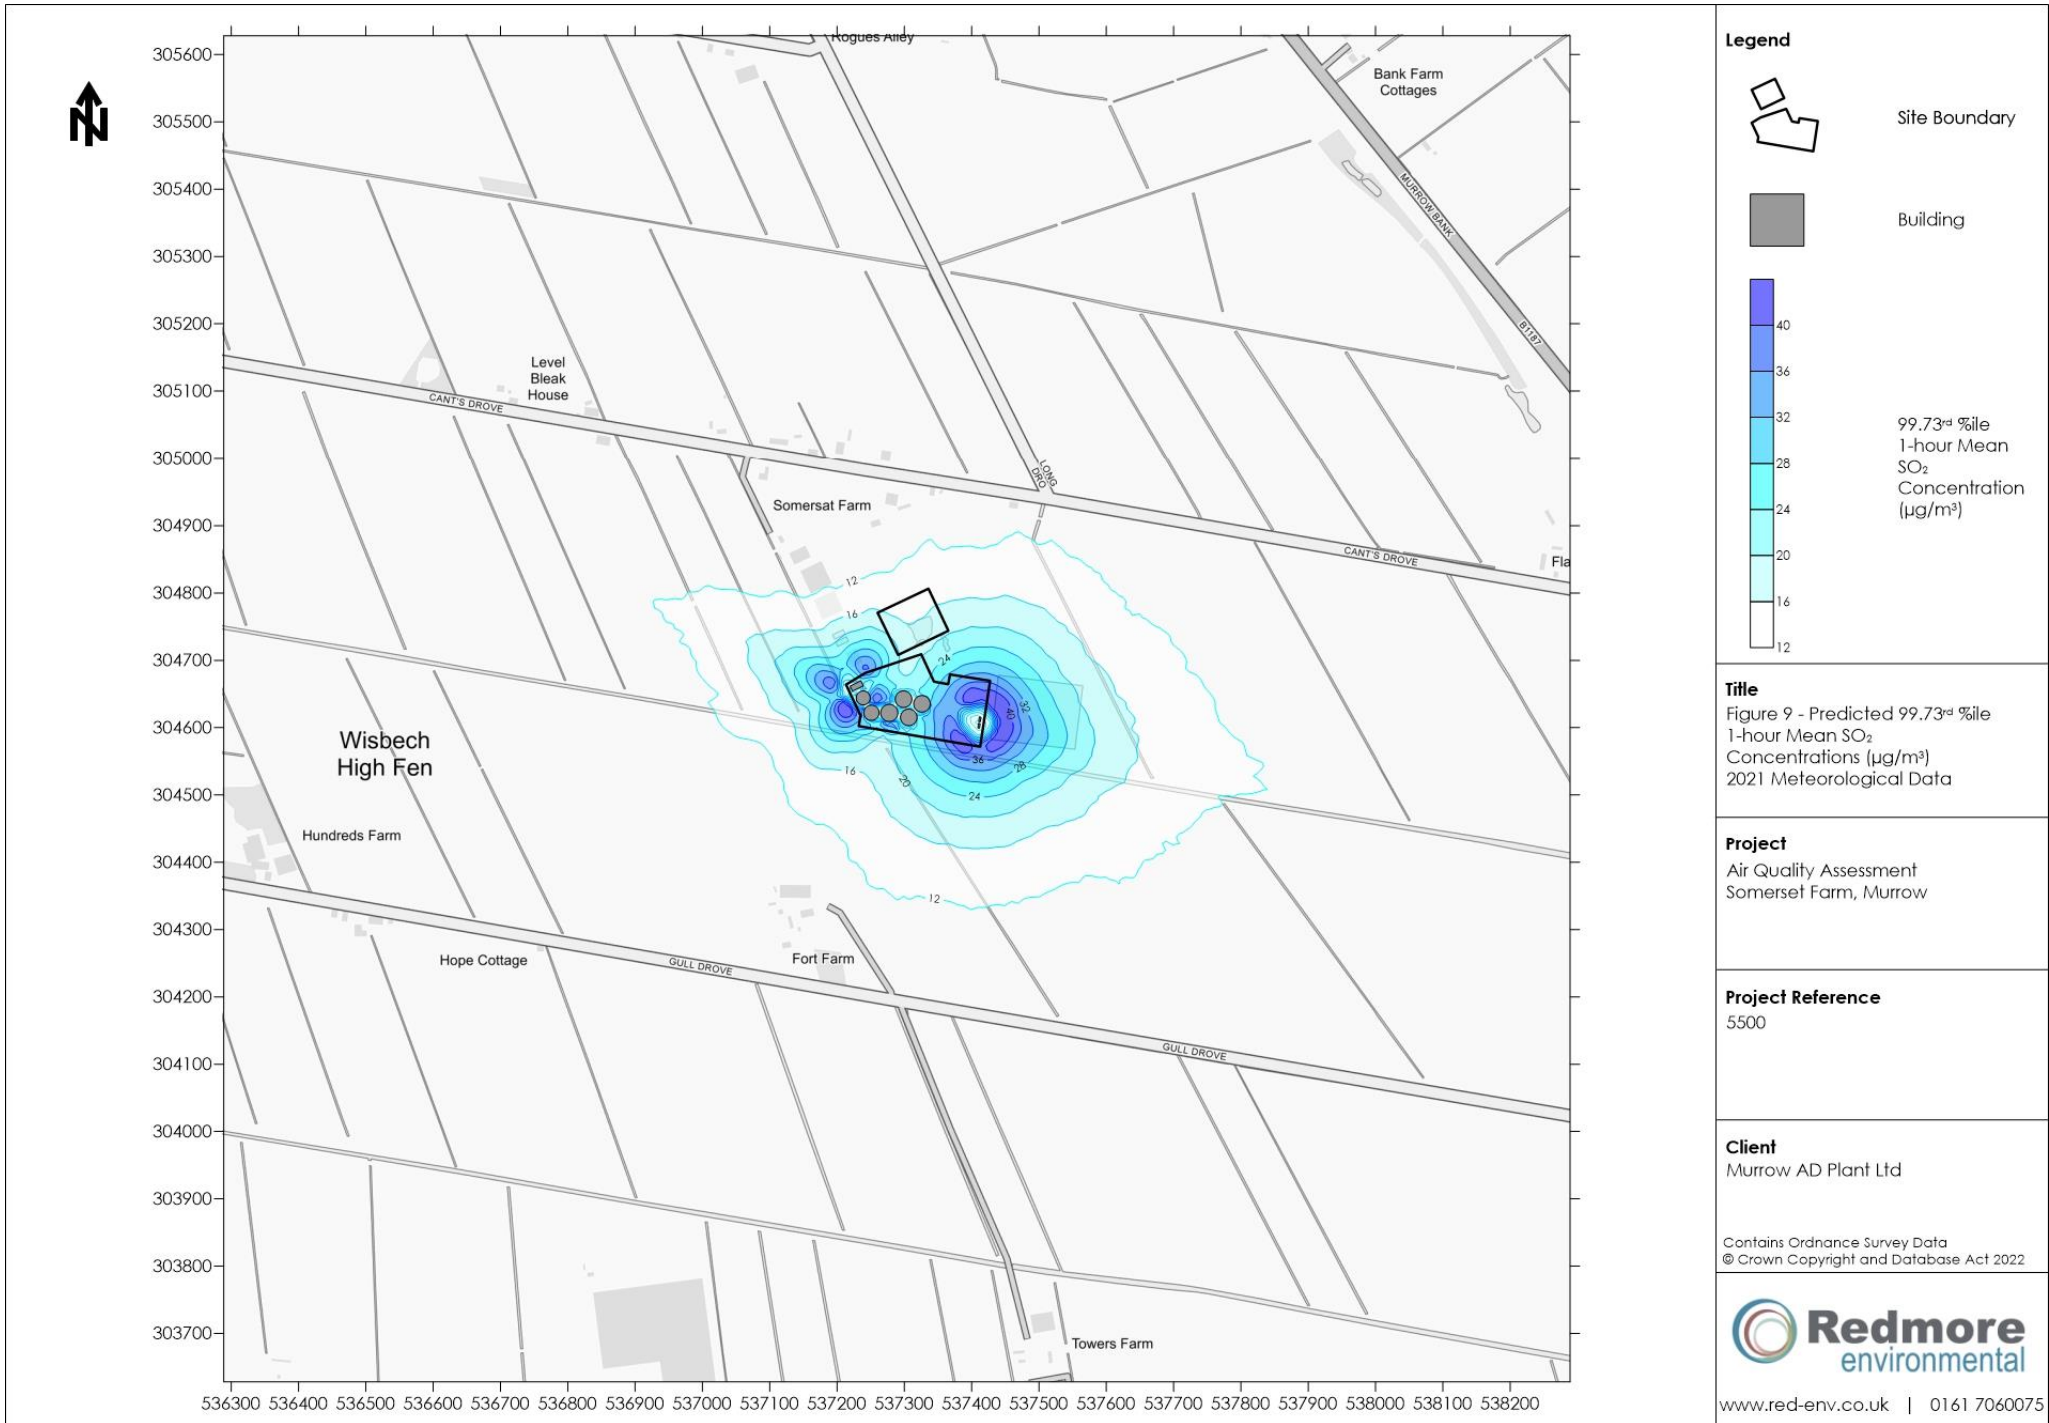 305600
305500
305400
305300
305200
305100
305000
304900
304800
304700
304600
304500
304400
304300
304200
304100
304000
303900
303800
303700
536300 536400 536500 536600 536700 536800 536900 537000 537100 537200 537300 537400 537500 537600 537700 537800 537900 538000 538100 538200
N
Rogues Alley
Bank Farm
Cottages
MURROW BANK
B1187
Level
Bleak
House
CANT'S DROVE
LONG
DRO
Somersat Farm
CANT'S DROVE
Fla
12
16
24
32
40
36
28
16
20
24
12
Wisbech
High Fen
Hundreds Farm
Hope Cottage
GULL DROVE
Fort Farm
GULL DROVE
Towers Farm
Legend
Site Boundary
Building
40
36
32
28
24
20
16
12
99.73rd %ile
1-hour Mean
SO₂
Concentration
(µg/m³)
Title
Figure 9 - Predicted 99.73rd %ile
1-hour Mean SO₂
Concentrations (µg/m³)
2021 Meteorological Data
Project
Air Quality Assessment
Somerset Farm, Murrow
Project Reference
5500
Client
Murrow AD Plant Ltd
Contains Ordnance Survey Data
© Crown Copyright and Database Act 2022
Redmore
environmental
www.red-env.co.uk | 0161 7060075